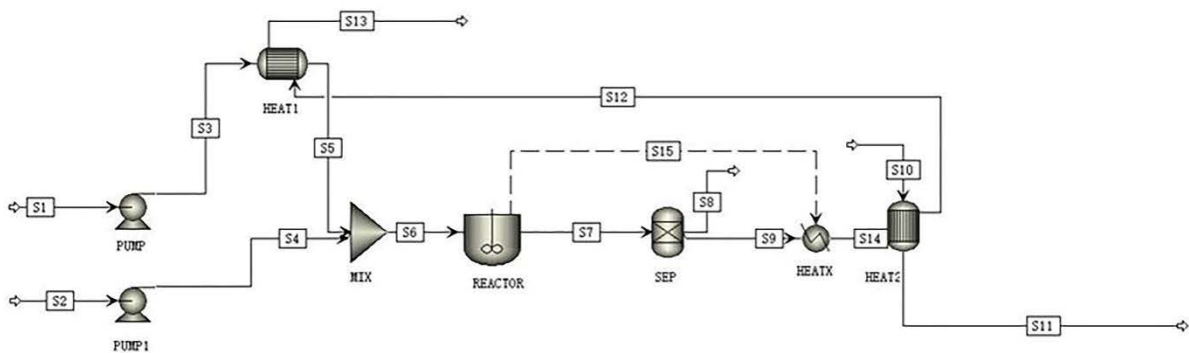 S13
HEAT1
S12
S3
S5
S15
S10
S8
S1
PUMP
S4
MIX
S6
REACTOR
S7
SEP
S9
HEATX
S14
HEAT2
S2
PUMP1
S11